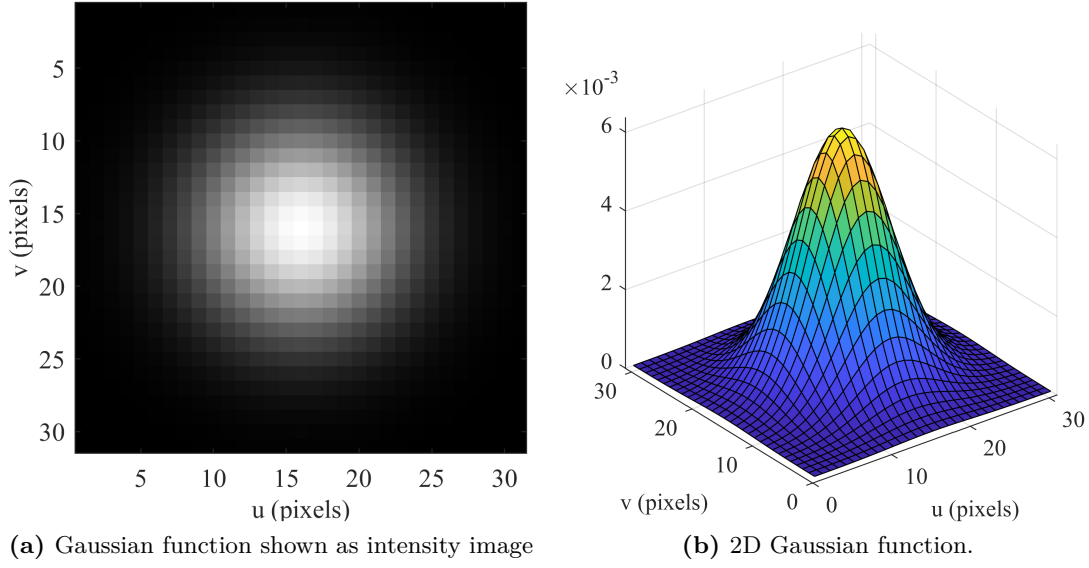 5
10
15
20
25
30
v (pixels)
5 10 15 20 25 30
u (pixels)
(a) Gaussian function shown as intensity image
×10-3
6
4
2
0
30
20
10
0
v (pixels)
0
10
20
30
u (pixels)
(b) 2D Gaussian function.